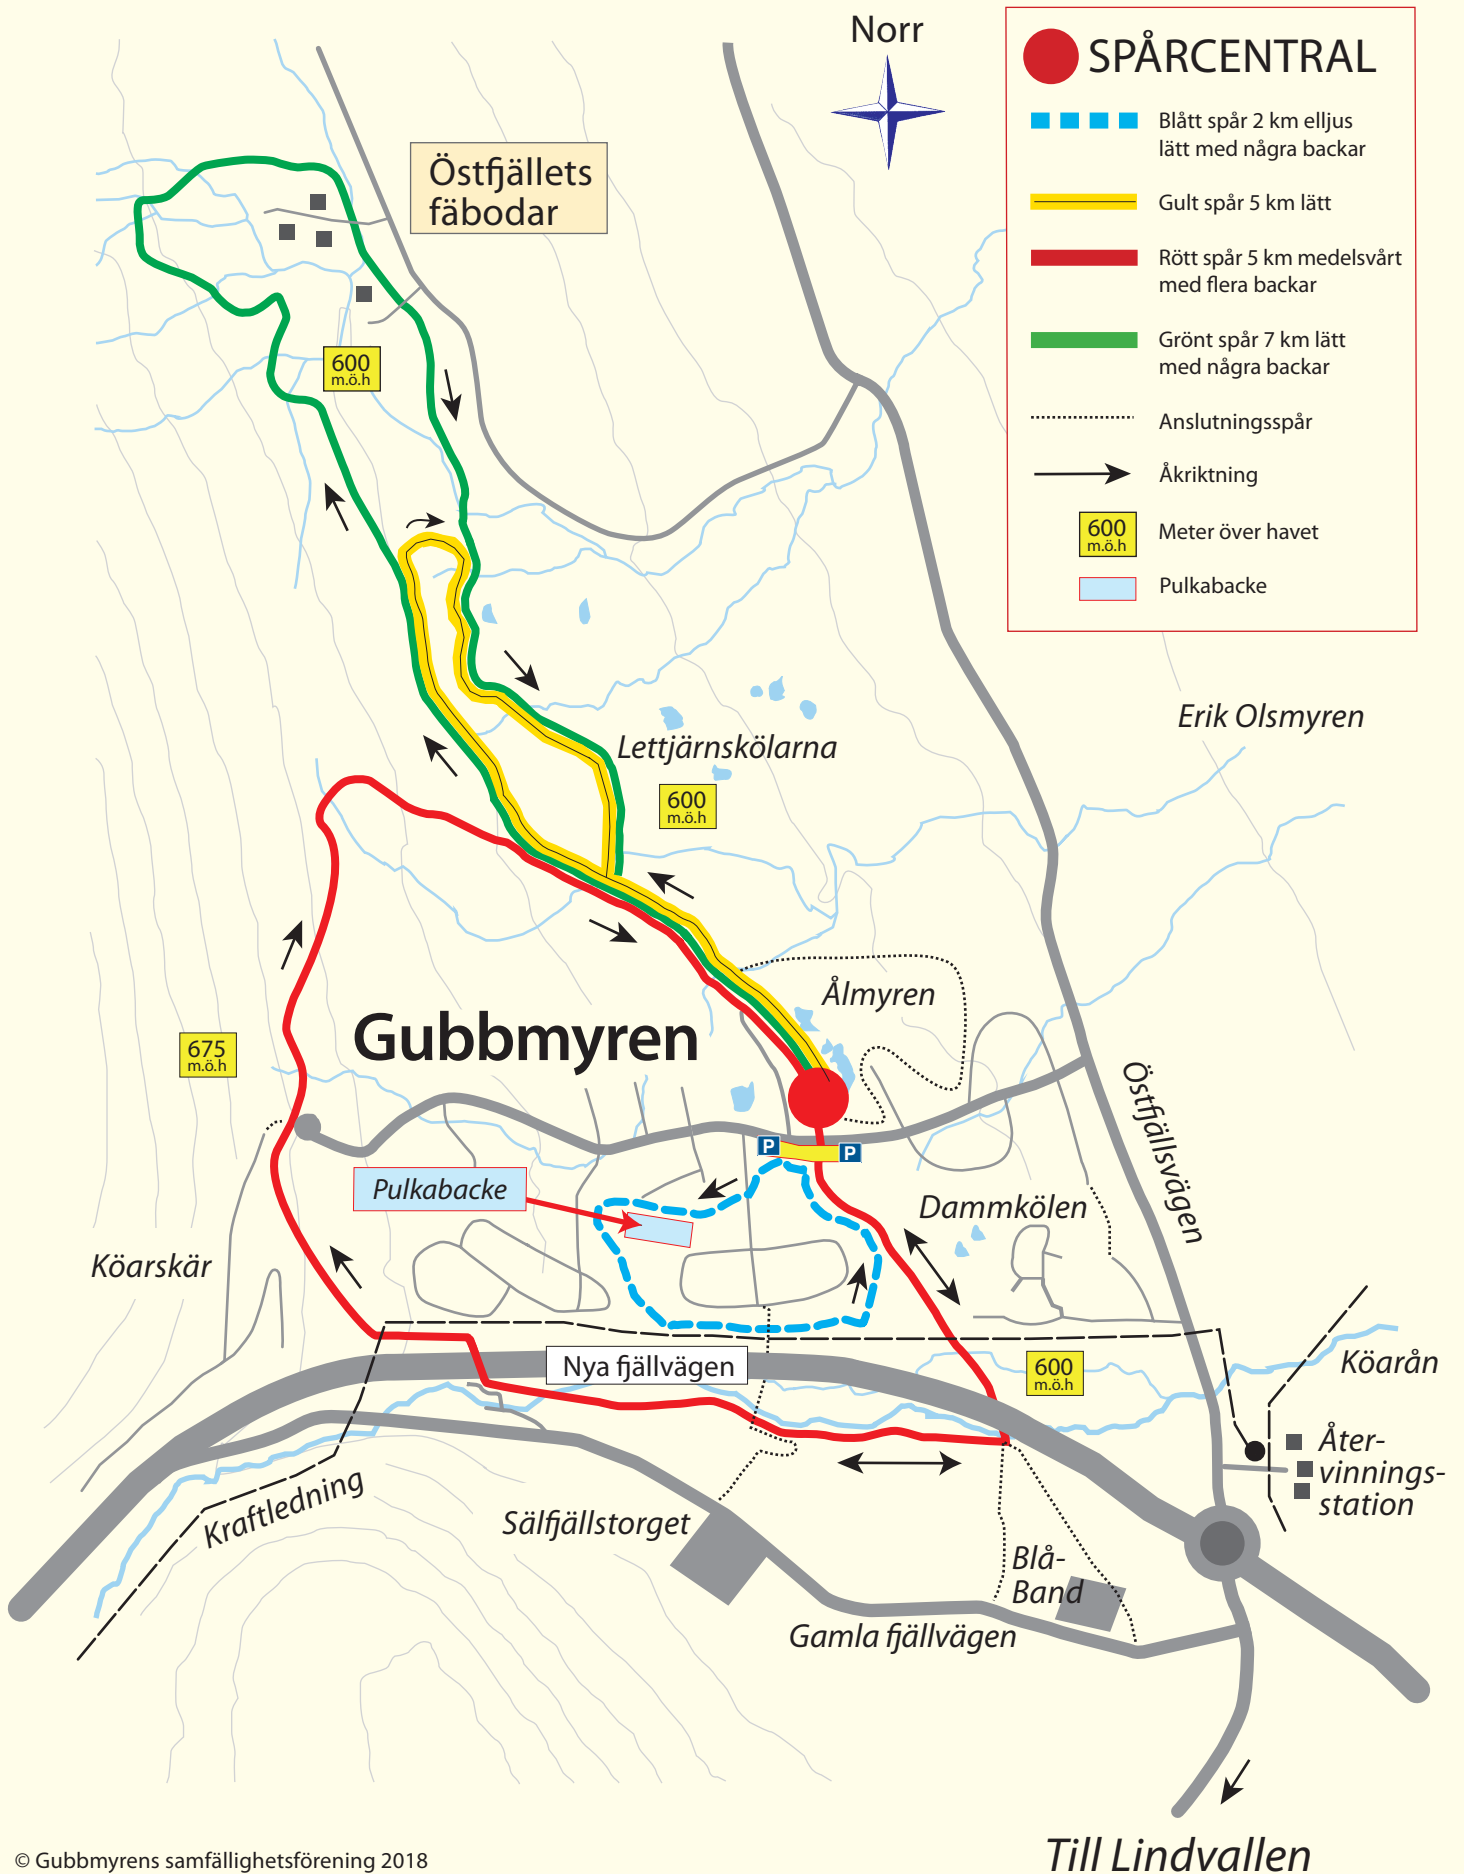 Norr
SPÅRCENTRAL
Blått spår 2 km elljus
lätt med några backar
Gult spår 5 km lätt
Rött spår 5 km medelsvårt
med flera backar
Grönt spår 7 km lätt
med några backar
Anslutningsspår
Åkriktning
600
m.ö.h
Meter över havet
Pulkabacke
Östfjällets
fäbodar
600
m.ö.h
Erik Olsmyren
Lettjärnskölarna
600
m.ö.h
Ålmyren
Gubbmyren
675
m.ö.h
Östfjällsvägen
P
P
Pulkabacke
Dammkölen
Köarskär
Nya fjällvägen
600
m.ö.h
Köarån
Åter-
vinnings-
station
Kraftledning
Sälfjällstorget
Blå-
Band
Gamla fjällvägen
Till Lindvallen
© Gubbmyrens samfällighetsförening 2018